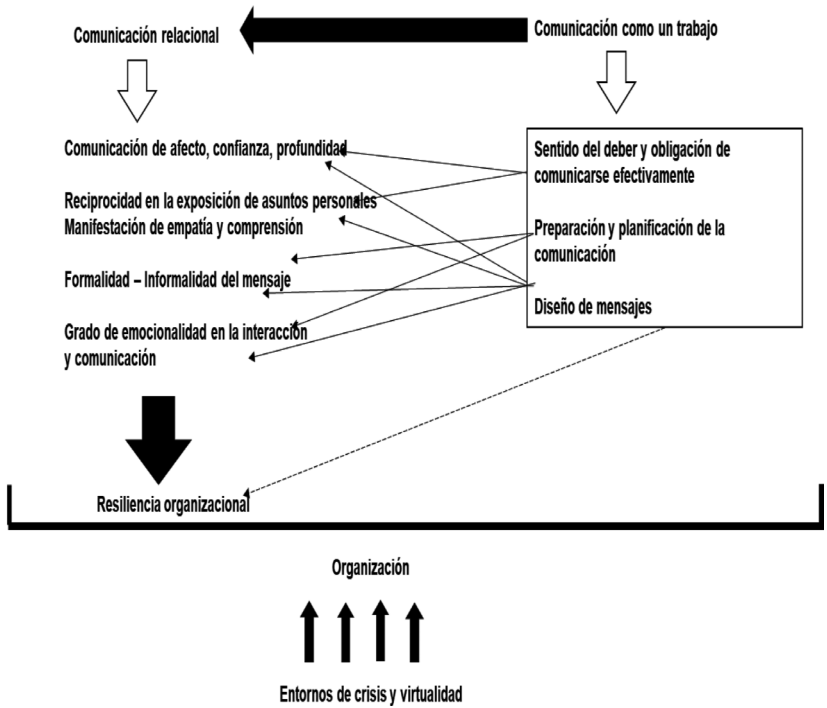 Comunicación relacional
Comunicación como un trabajo
Comunicación de afecto, confianza, profundidad
Reciprocidad en la exposición de asuntos personales
Manifestación de empatía y comprensión
Formalidad – Informalidad del mensaje
Grado de emocionalidad en la interacción
y comunicación
Sentido del deber y obligación de
comunicarse efectivamente
Preparación y planificación de la
comunicación
Diseño de mensajes
Resiliencia organizacional
Organización
Entornos de crisis y virtualidad